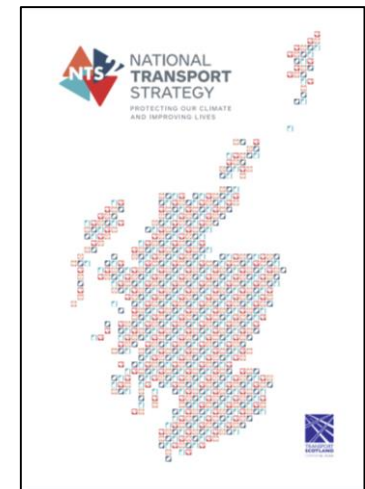 NTS2
NATIONAL
TRANSPORT
STRATEGY
PROTECTING OUR CLIMATE
AND IMPROVING LIVES
TRANSPORT
SCOTLAND